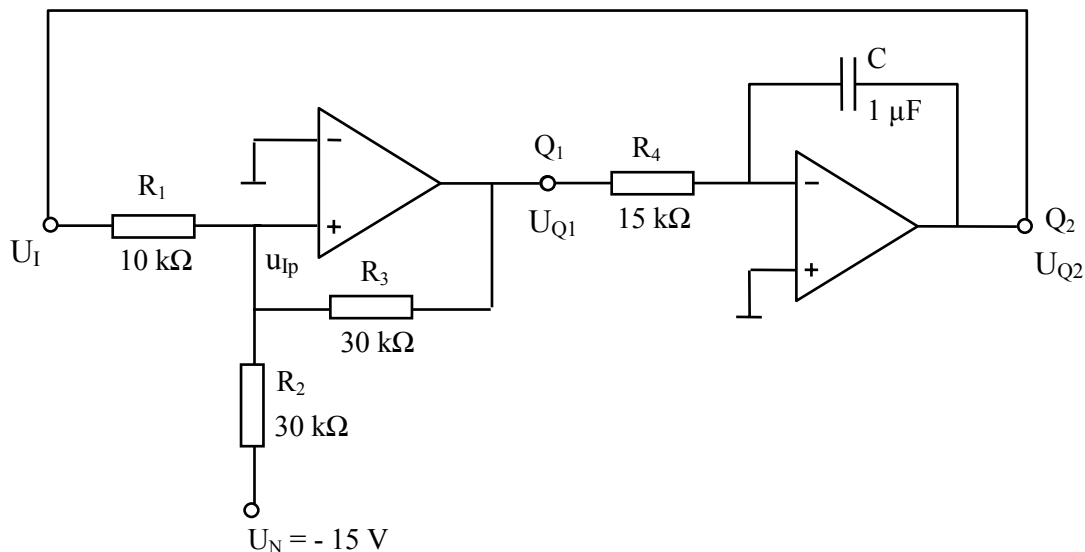 C
1 µF
Q₁
R₄
R₁
−
−
+
U_I
10 kΩ
u_Ip
R₃
30 kΩ
U_Q1
15 kΩ
+
Q₂
U_Q2
R₂
30 kΩ
U_N = - 15 V